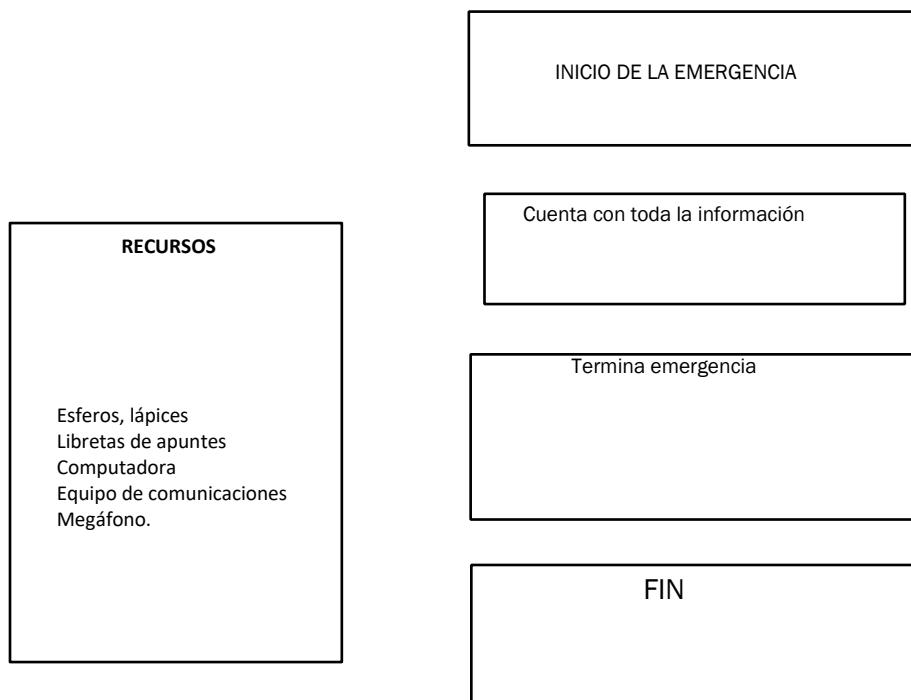 INICIO DE LA EMERGENCIA
Cuenta con toda la información
RECURSOS
Esferos, lápices
Libretas de apuntes
Computadora
Equipo de comunicaciones
Megáfono.
Termina emergencia
FIN